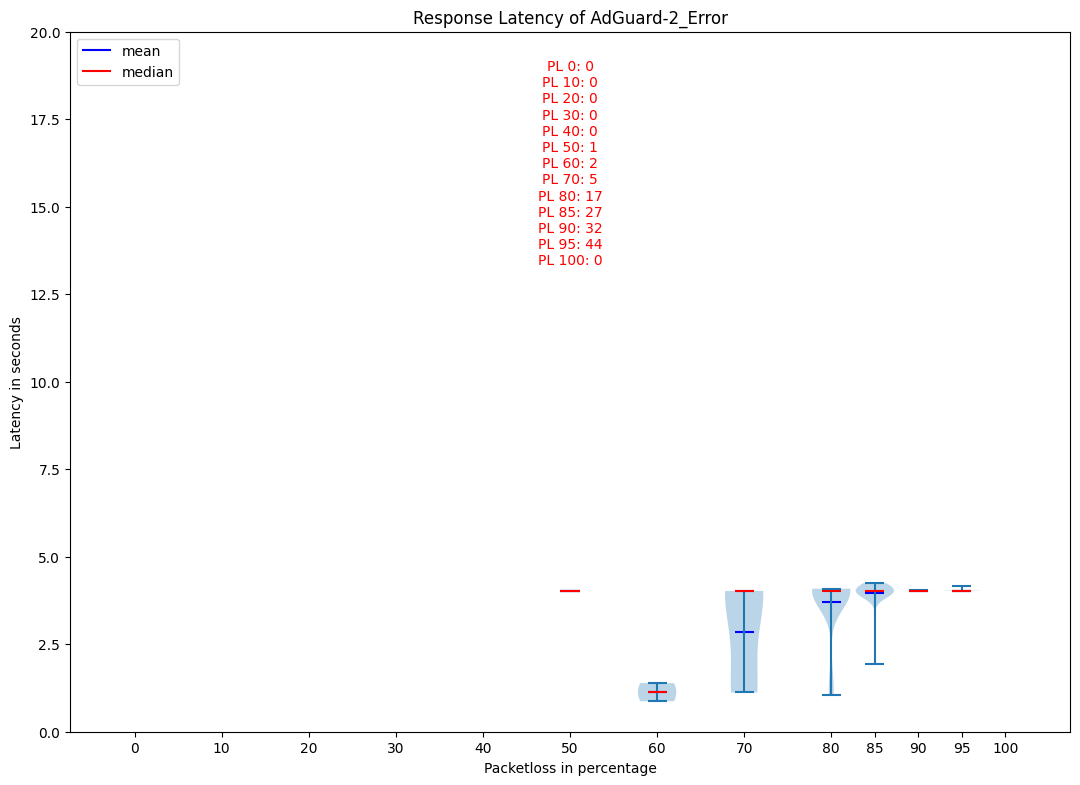 Response Latency of AdGuard-2_Error
mean
median
PL 0: 0
PL 10: 0
PL 20: 0
PL 30: 0
PL 40: 0
PL 50: 1
PL 60: 2
PL 70: 5
PL 80: 17
PL 85: 27
PL 90: 32
PL 95: 44
PL 100: 0
Latency in seconds
20.0
17.5
15.0
12.5
10.0
7.5
5.0
2.5
0.0
0 10 20 30 40 50 60 70 80 85 90 95 100
Packetloss in percentage